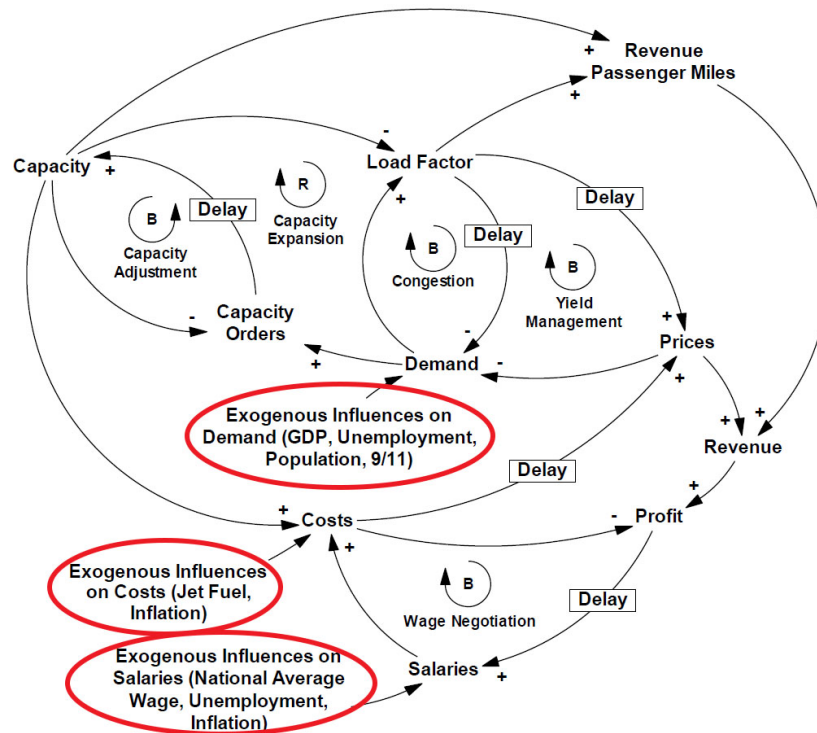 +
Revenue
Passenger Miles
+
-
Capacity
+
Load Factor
+
R
Delay
Capacity
Expansion
B
Delay
Delay
Capacity
Adjustment
B
Congestion
B
Yield
Management
-
Capacity
Orders
+
-
Demand
-
+
Prices
+
Exogenous Influences on
Demand (GDP, Unemployment,
Population, 9/11)
+
+
Revenue
Delay
+
+
Costs
-
Profit
+
Exogenous Influences
on Costs (Jet Fuel,
Inflation)
B
Wage Negotiation
Delay
Exogenous Influences on
Salaries (National Average
Wage, Unemployment,
Inflation)
Salaries
+